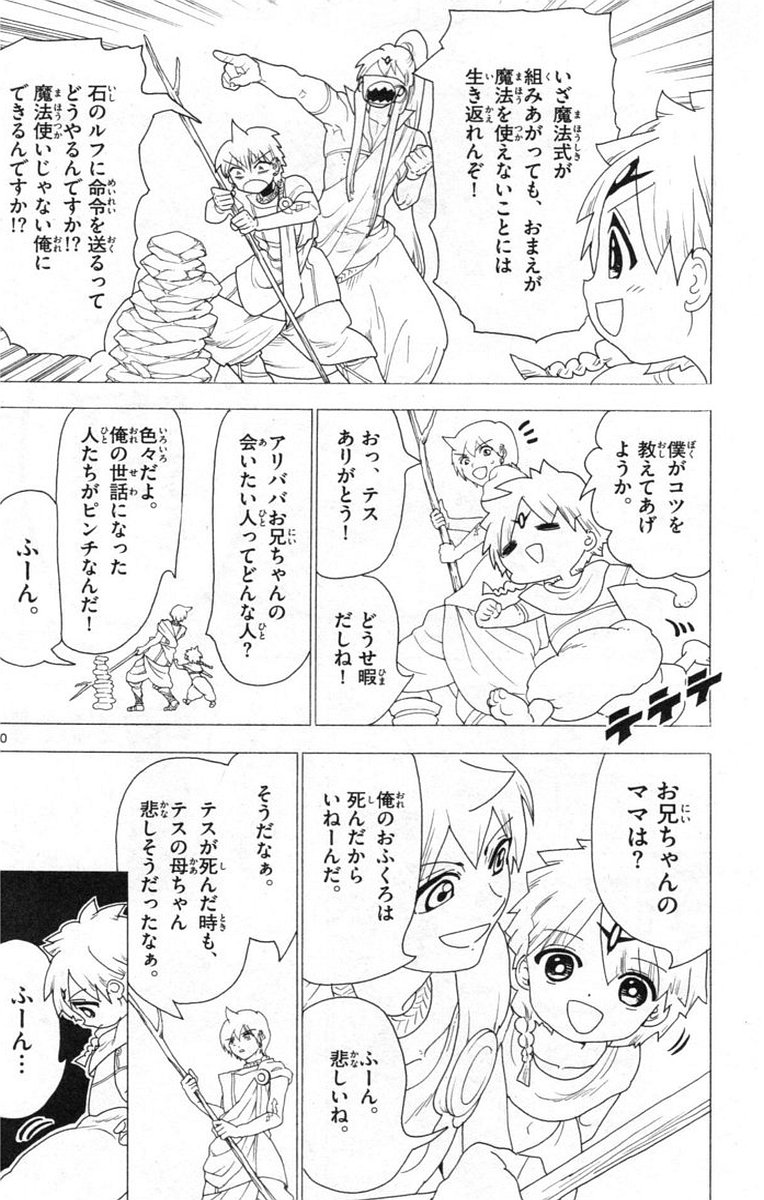 いざ魔法式が
組みあがっても、おまえが
魔法を使えないことには
生き返れんぞ!
石のルフに命令を送るって
どうやるんですか!?
魔法使いじゃない俺に
できるんですか!?
僕がコツを
教えてあげ
ようか。
おっ、テス
ありがとう!
どうせ暇
だしね!
テテテテ
アリババお兄ちゃんの
会いたい人ってどんな人?
色々だよ。
俺の世話になった
人たちがピンチなんだ!
ふーん。
お兄ちゃんの
ママは?
俺のおふくろは
死んだから
いねーんだ。
ふーん。
悲しいね。
そうだなぁ。
テスが死んだ時も、
テスの母ちゃん
悲しそうだったなぁ。
ふーん…